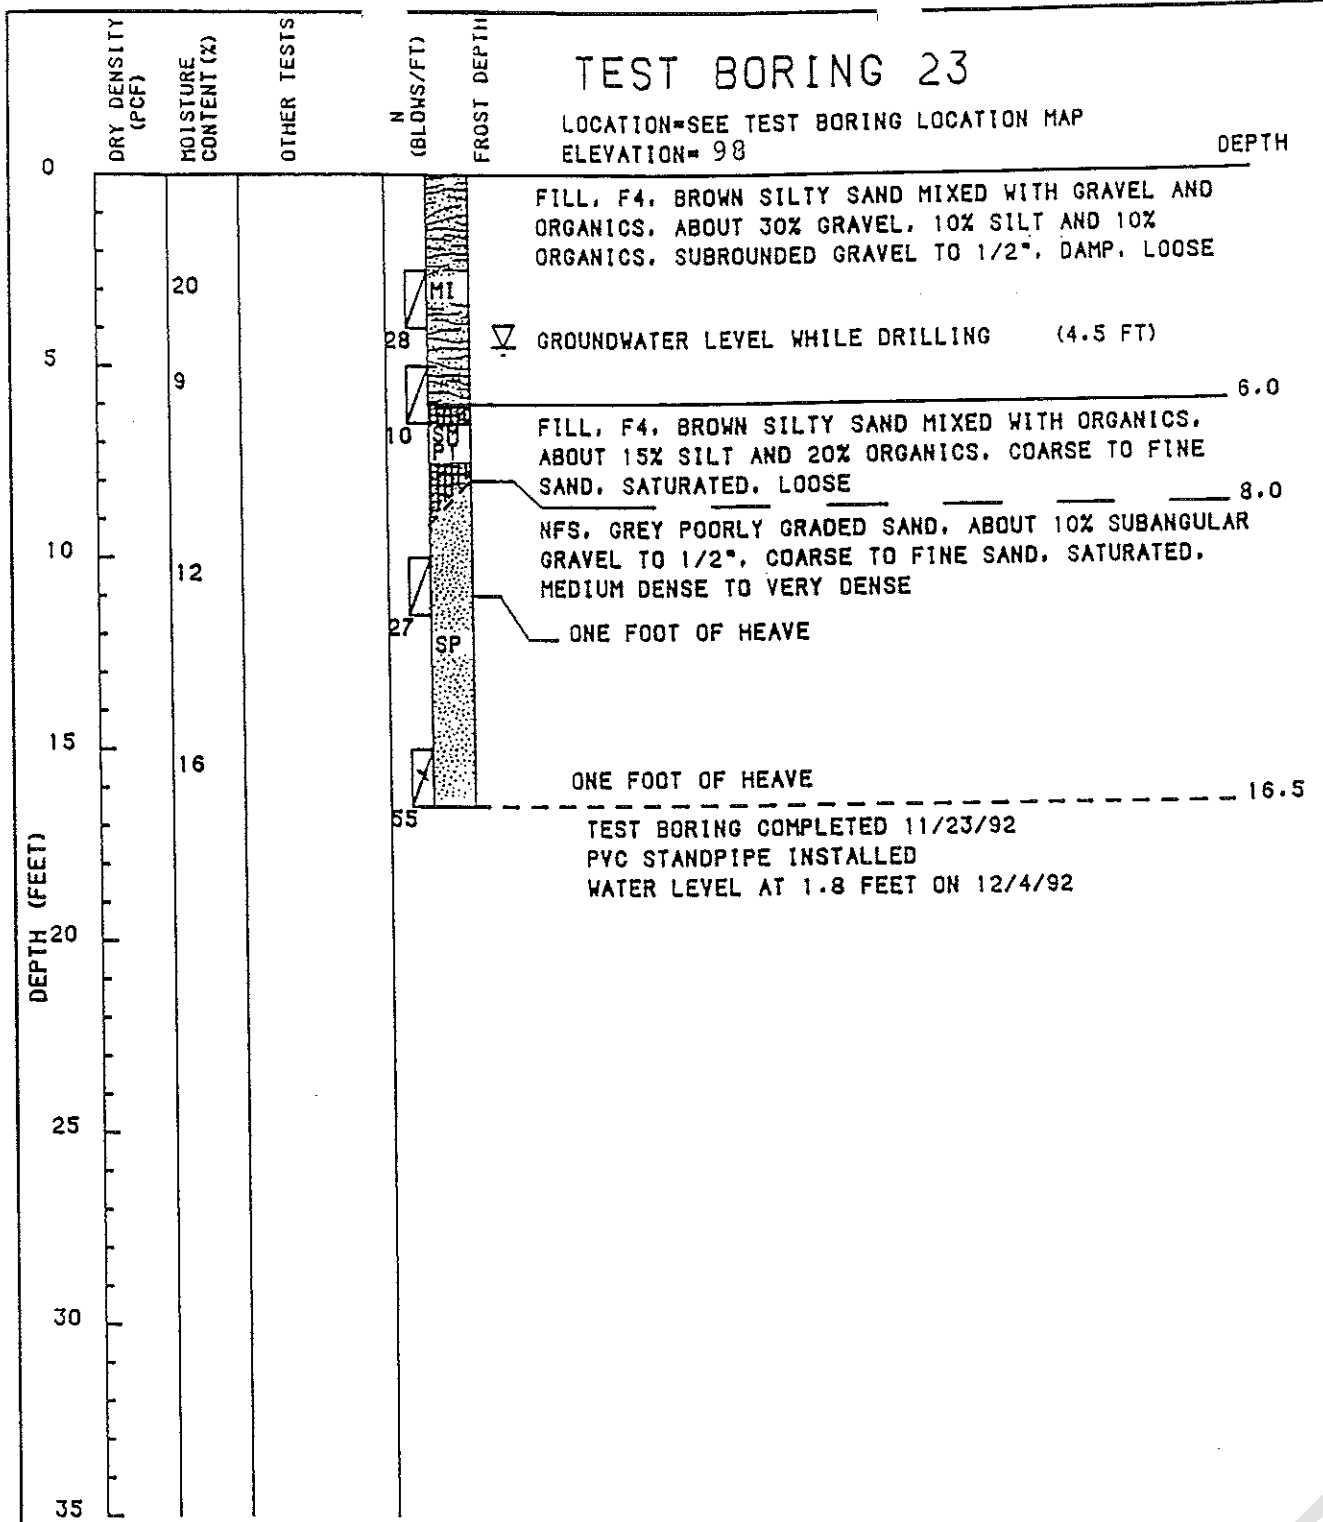 DRY DENSITY
(PCF)
MOISTURE
CONTENT (%)
OTHER TESTS
N
(BLOWS/FT)
FROST DEPTH
TEST BORING 23
LOCATION=SEE TEST BORING LOCATION MAP
ELEVATION= 98
DEPTH
0
FILL, F4, BROWN SILTY SAND MIXED WITH GRAVEL AND
ORGANICS, ABOUT 30% GRAVEL, 10% SILT AND 10%
ORGANICS, SUBROUNDED GRAVEL TO 1/2", DAMP, LOOSE
20
MI
28
GROUNDWATER LEVEL WHILE DRILLING (4.5 FT)
5
9
6.0
10
FILL, F4, BROWN SILTY SAND MIXED WITH ORGANICS,
ABOUT 15% SILT AND 20% ORGANICS, COARSE TO FINE
SAND, SATURATED, LOOSE
PT
8.0
NFS, GREY POORLY GRADED SAND, ABOUT 10% SUBANGULAR
GRAVEL TO 1/2", COARSE TO FINE SAND, SATURATED,
MEDIUM DENSE TO VERY DENSE
10
12
27
ONE FOOT OF HEAVE
SP
15
16
ONE FOOT OF HEAVE
16.5
55
TEST BORING COMPLETED 11/23/92
PVC STANDPIPE INSTALLED
WATER LEVEL AT 1.8 FEET ON 12/4/92
DEPTH (FEET)
20
25
30
35